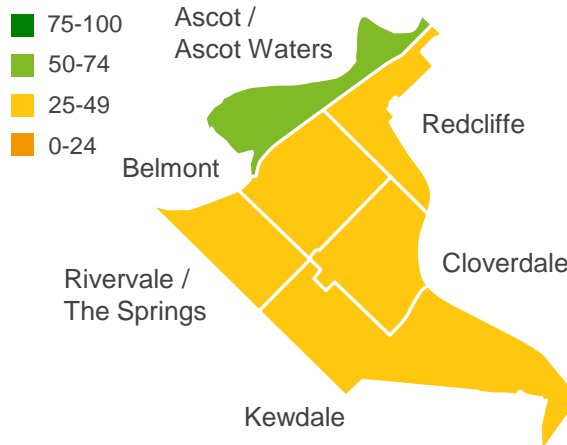 75-100
50-74
25-49
0-24
Ascot /
Ascot Waters
Redcliffe
Belmont
Cloverdale
Rivervale /
The Springs
Kewdale